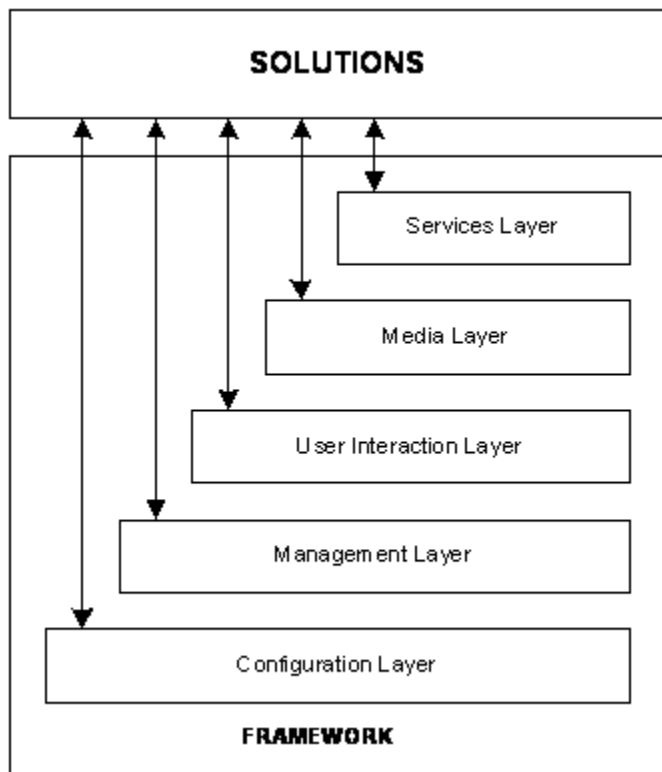 SOLUTIONS
Services Layer
Media Layer
User Interaction Layer
Management Layer
Configuration Layer
FRAMEWORK